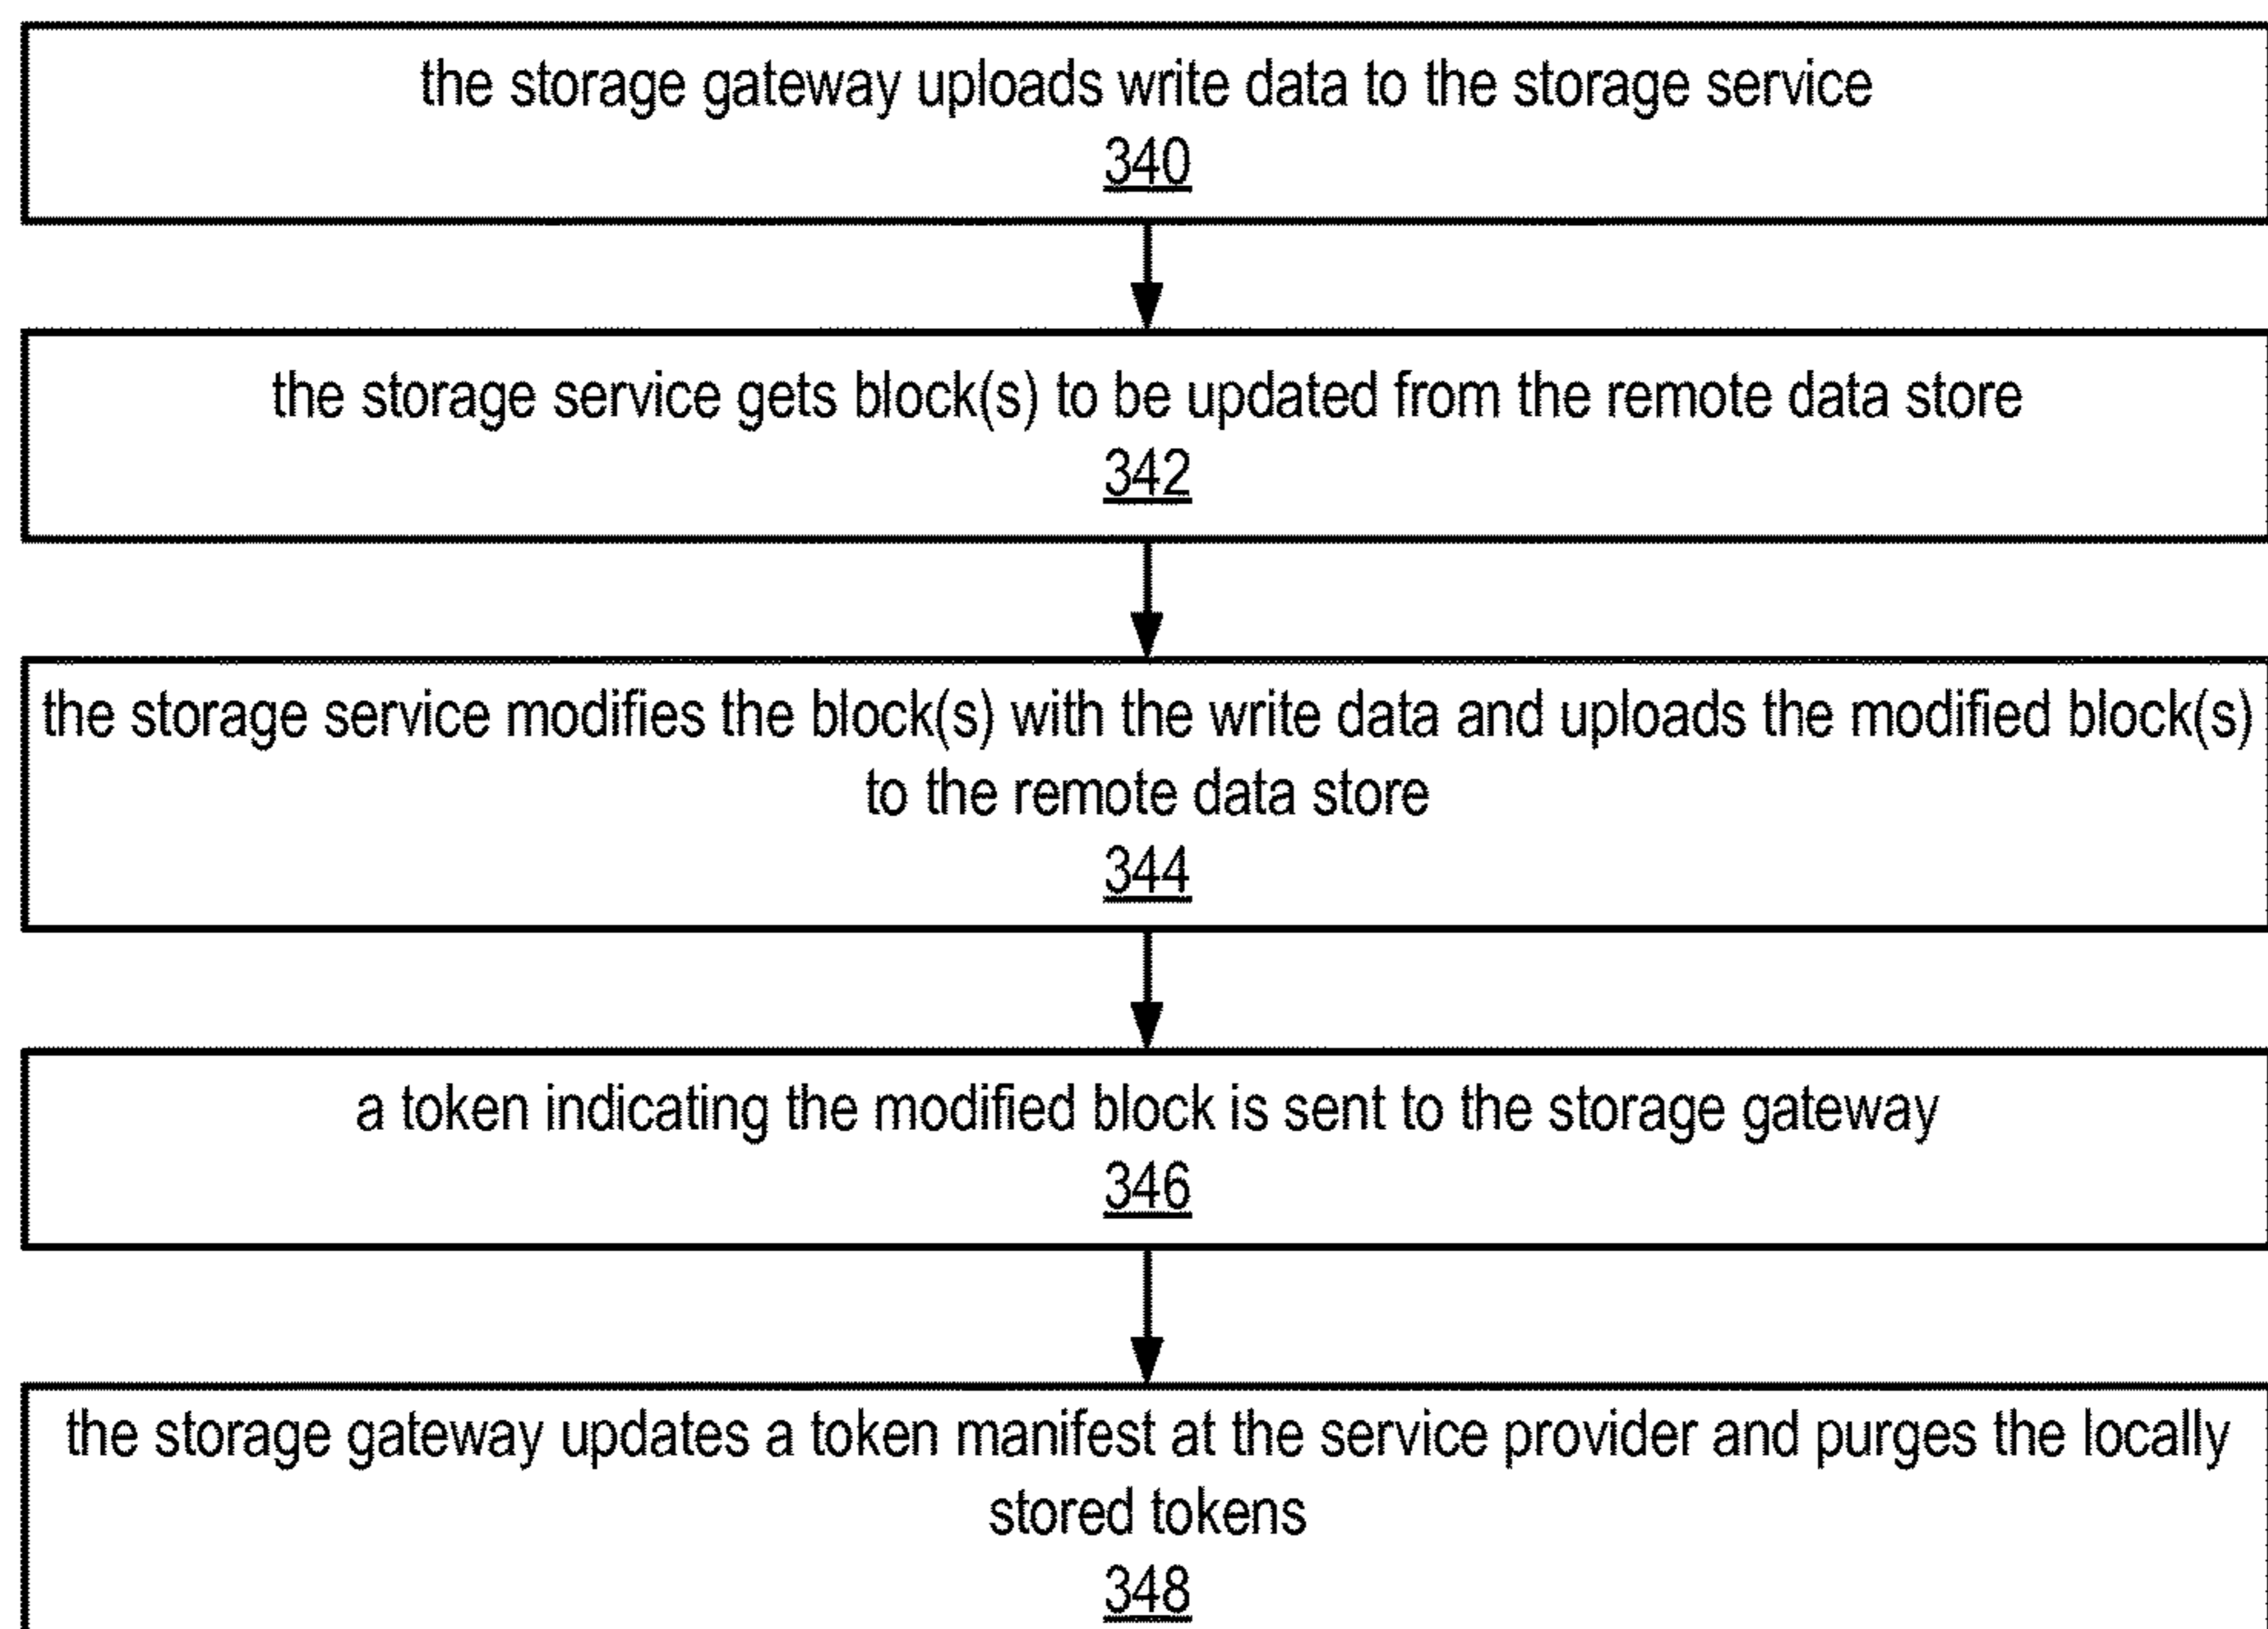 the storage gateway uploads write data to the storage service
340
the storage service gets block(s) to be updated from the remote data store
342
the storage service modifies the block(s) with the write data and uploads the modified block(s)
to the remote data store
344
a token indicating the modified block is sent to the storage gateway
346
the storage gateway updates a token manifest at the service provider and purges the locally
stored tokens
348